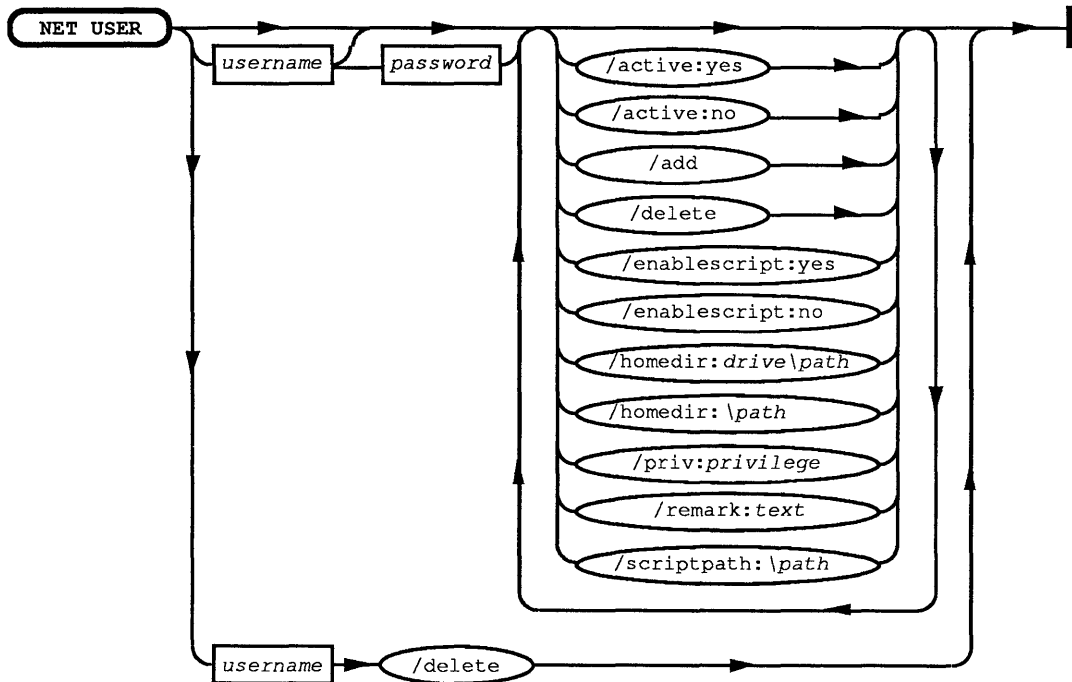 NET USER
username
password
/active:yes
/active:no
/add
/delete
/enablescript:yes
/enablescript:no
/homedir:drive\path
/homedir:\path
/priv:privilege
/remark:text
/scriptpath:\path
username
/delete